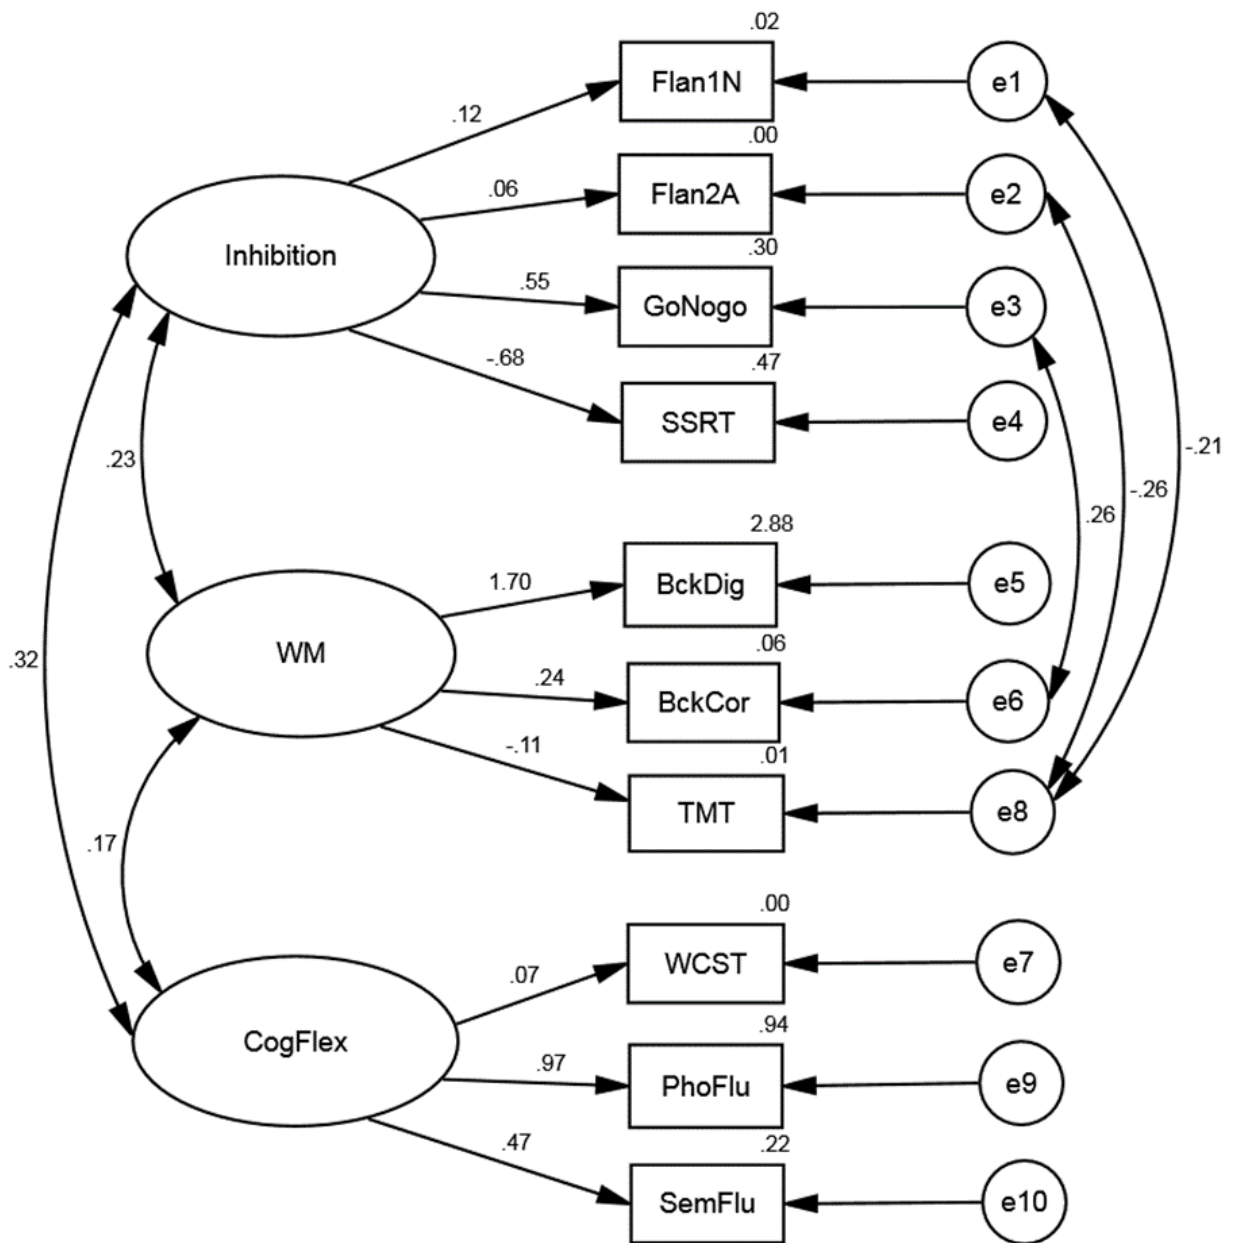 .02
Flan1N
e1
.12
.00
Flan2A
e2
.06
.30
Inhibition
GoNogo
e3
.55
.47
-.68
SSRT
e4
.23
-.21
-.26
.26
2.88
BckDig
e5
1.70
.06
WM
.32
.24
BckCor
e6
.01
-.11
TMT
e8
.17
.00
WCST
e7
.07
.94
CogFlex
.97
PhoFlu
e9
.22
.47
SemFlu
e10